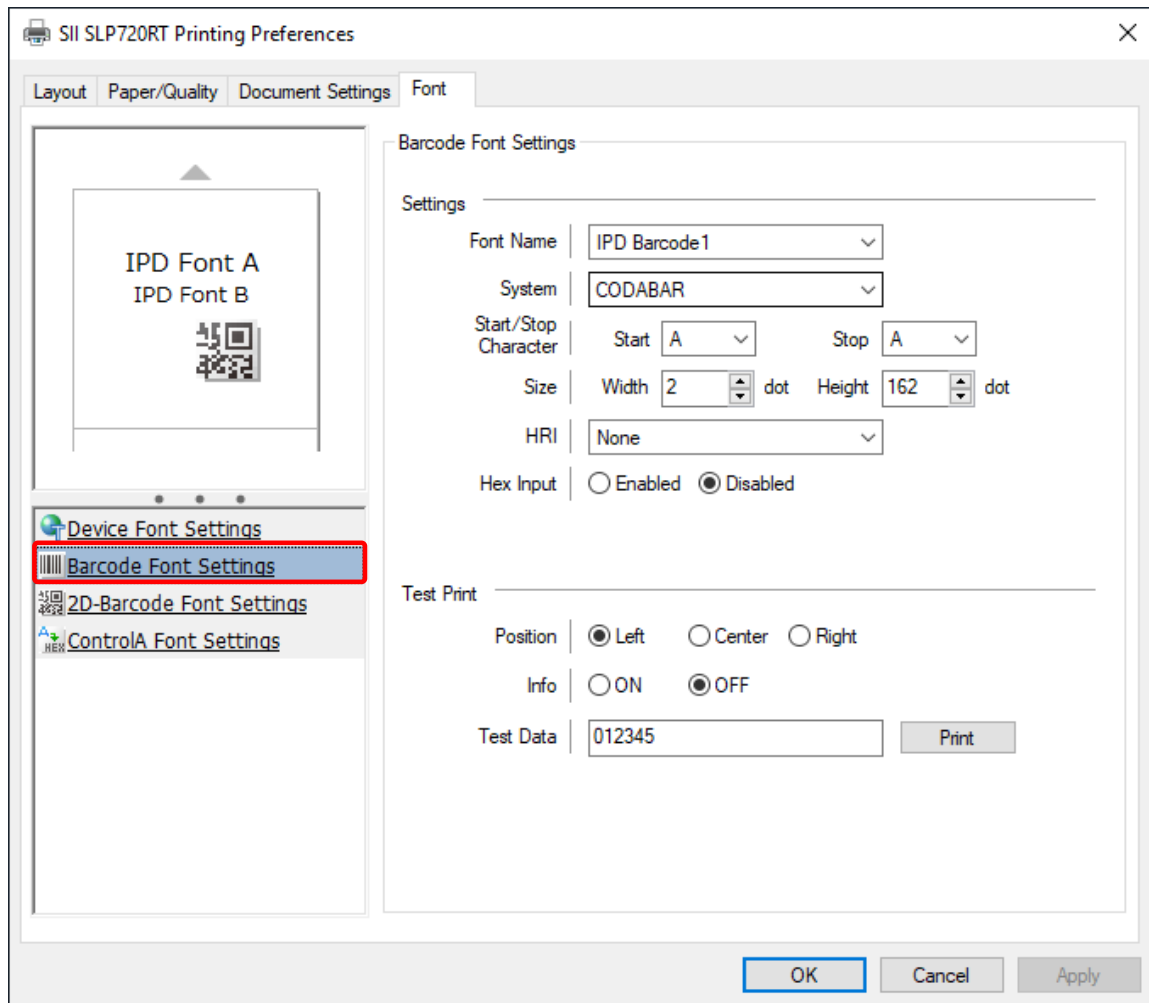 SII SLP720RT Printing Preferences
Layout Paper/Quality Document Settings Font
IPD Font A
IPD Font B
Device Font Settings
Barcode Font Settings
2D-Barcode Font Settings
ControlA Font Settings
Barcode Font Settings
Settings
Font Name IPD Barcode1
System CODABAR
Start/Stop
Character Start A Stop A
Size Width 2 dot Height 162 dot
HRI None
Hex Input Enabled Disabled
Test Print
Position Left Center Right
Info ON OFF
Test Data 012345 Print
OK Cancel Apply